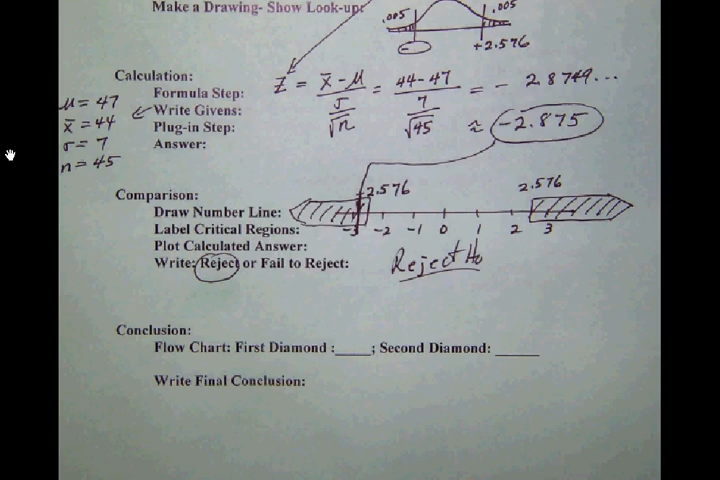 Make a Drawing- Show Look-up:
.005
.005
+2.576
Calculation:
Formula Step:
Write Givens:
Plug-in Step:
Answer:
μ = 47
x̄ = 44
σ = 7
n = 45
Z = (x̄ - μ)/(σ/√n) = (44-47)/(7/√45) = - 2.8749...
≈ -2.875
Comparison:
Draw Number Line:
Label Critical Regions:
Plot Calculated Answer:
Write: Reject or Fail to Reject:
-2.576
2.576
-3 -2 -1 0 1 2 3
Reject H₀
Conclusion:
Flow Chart: First Diamond :_____; Second Diamond: ______
Write Final Conclusion: